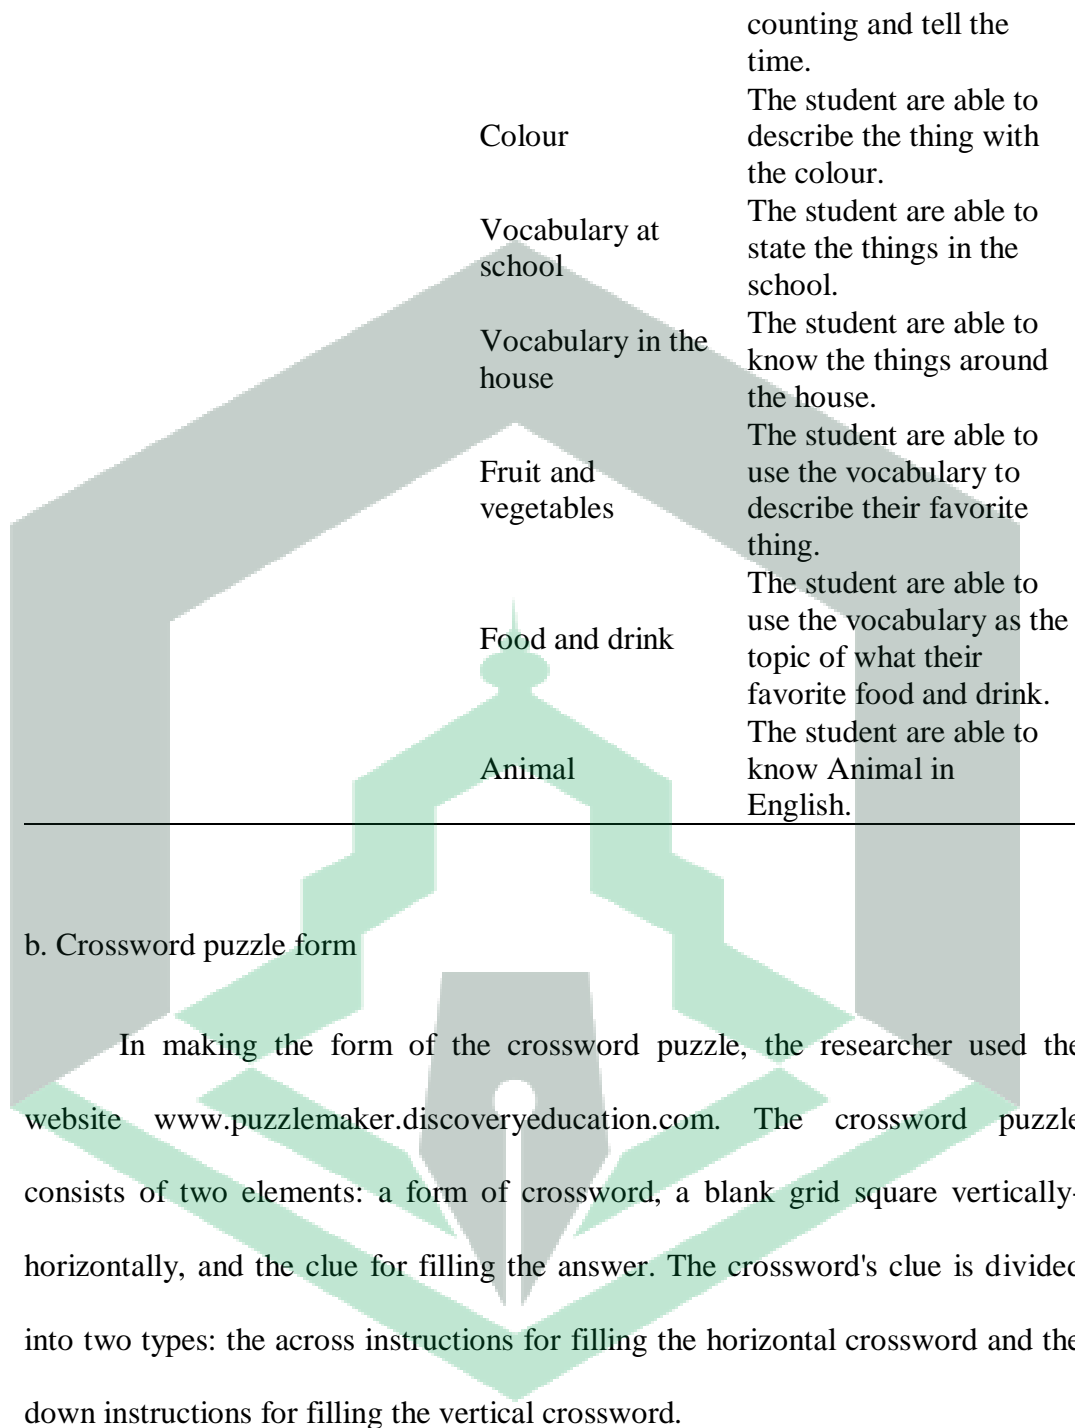 counting and tell the
time.
Colour
The student are able to
describe the thing with
the colour.
Vocabulary at
school
The student are able to
state the things in the
school.
Vocabulary in the
house
The student are able to
know the things around
the house.
Fruit and
vegetables
The student are able to
use the vocabulary to
describe their favorite
thing.
Food and drink
The student are able to
use the vocabulary as the
topic of what their
favorite food and drink.
Animal
The student are able to
know Animal in
English.
b. Crossword puzzle form
In making the form of the crossword puzzle, the researcher used the
website www.puzzlemaker.discoveryeducation.com. The crossword puzzle
consists of two elements: a form of crossword, a blank grid square vertically-
horizontally, and the clue for filling the answer. The crossword's clue is divided
into two types: the across instructions for filling the horizontal crossword and the
down instructions for filling the vertical crossword.